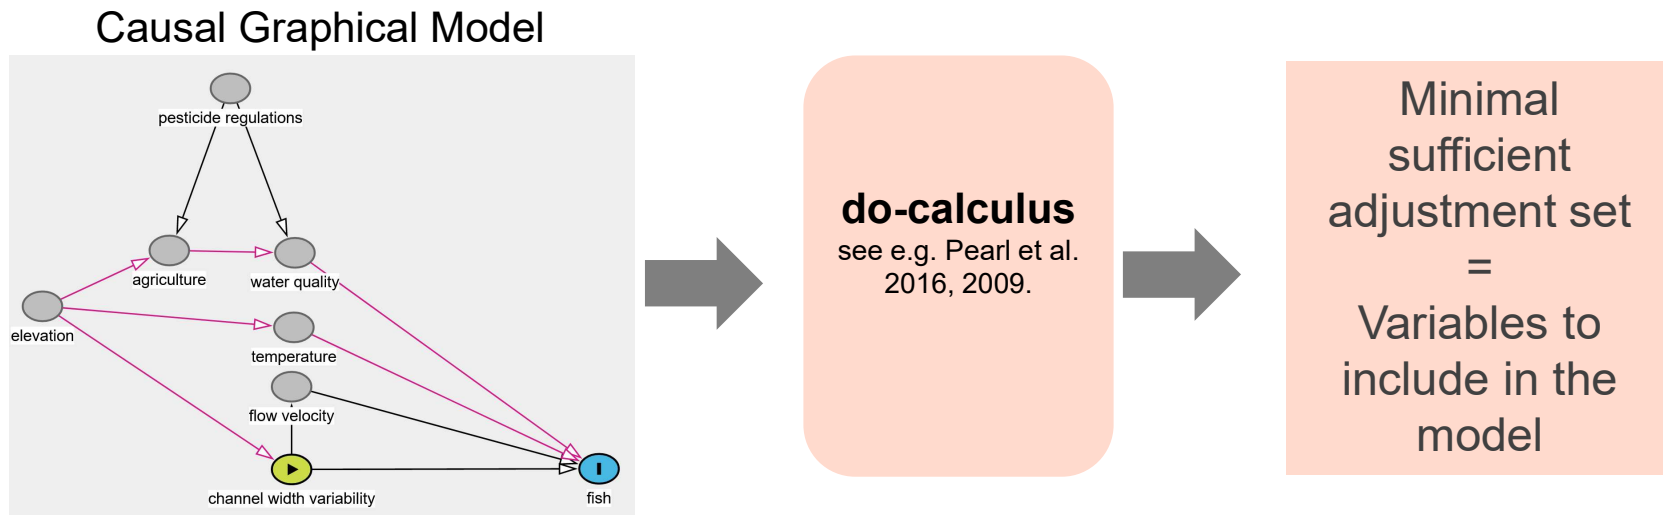 Causal Graphical Model
pesticide regulations
agriculture
water quality
elevation
temperature
flow velocity
channel width variability
fish
do-calculus
see e.g. Pearl et al.
2016, 2009.
Minimal
sufficient
adjustment set
=
Variables to
include in the
model